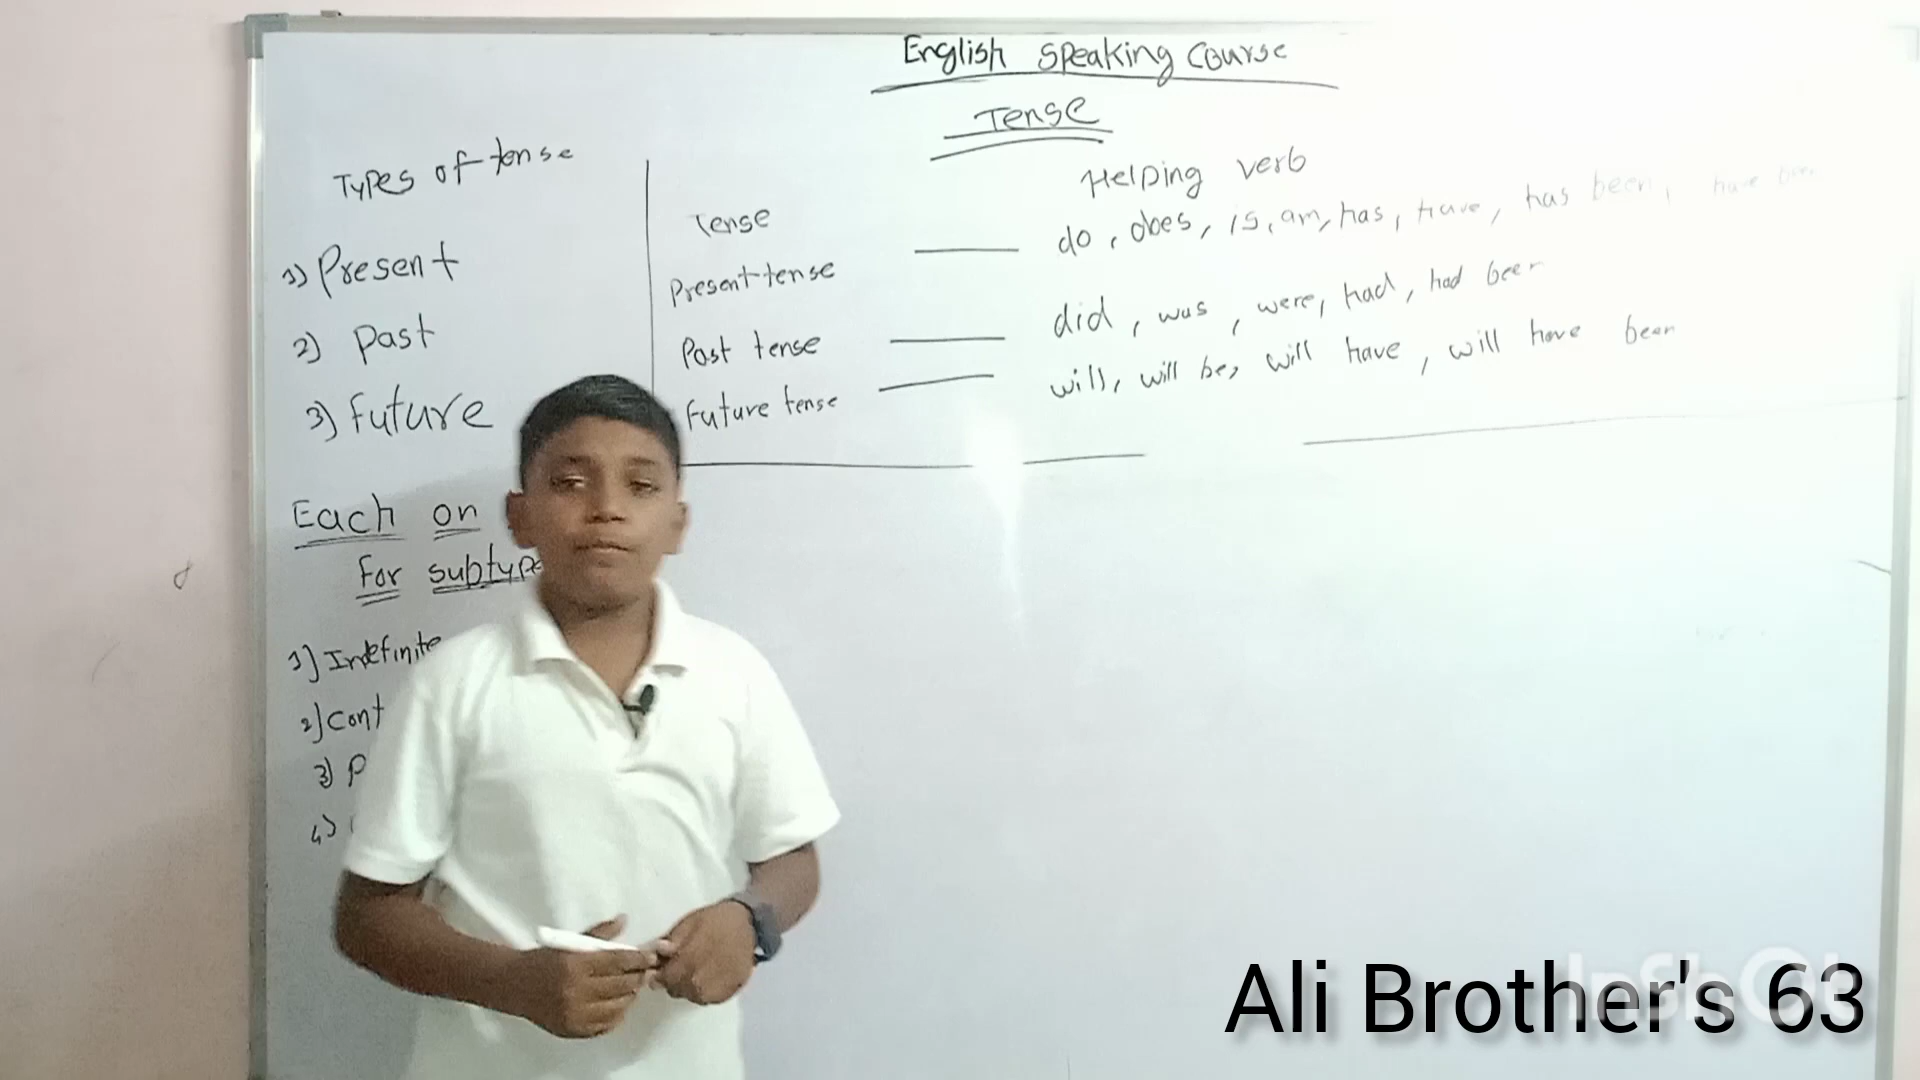 English speaking course
Tense
Types of tense
1) Present
2) Past
3) Future
Tense
Helping verb
Present tense do, does, is, am, has, have, has been, have been
Past tense did, was, were, had, had been
Future tense will, will be, will have, will have been
Each on
For subtype
1) Indefinite
2) Cont
3) P
4)
Ali Brother's 63
InShOt